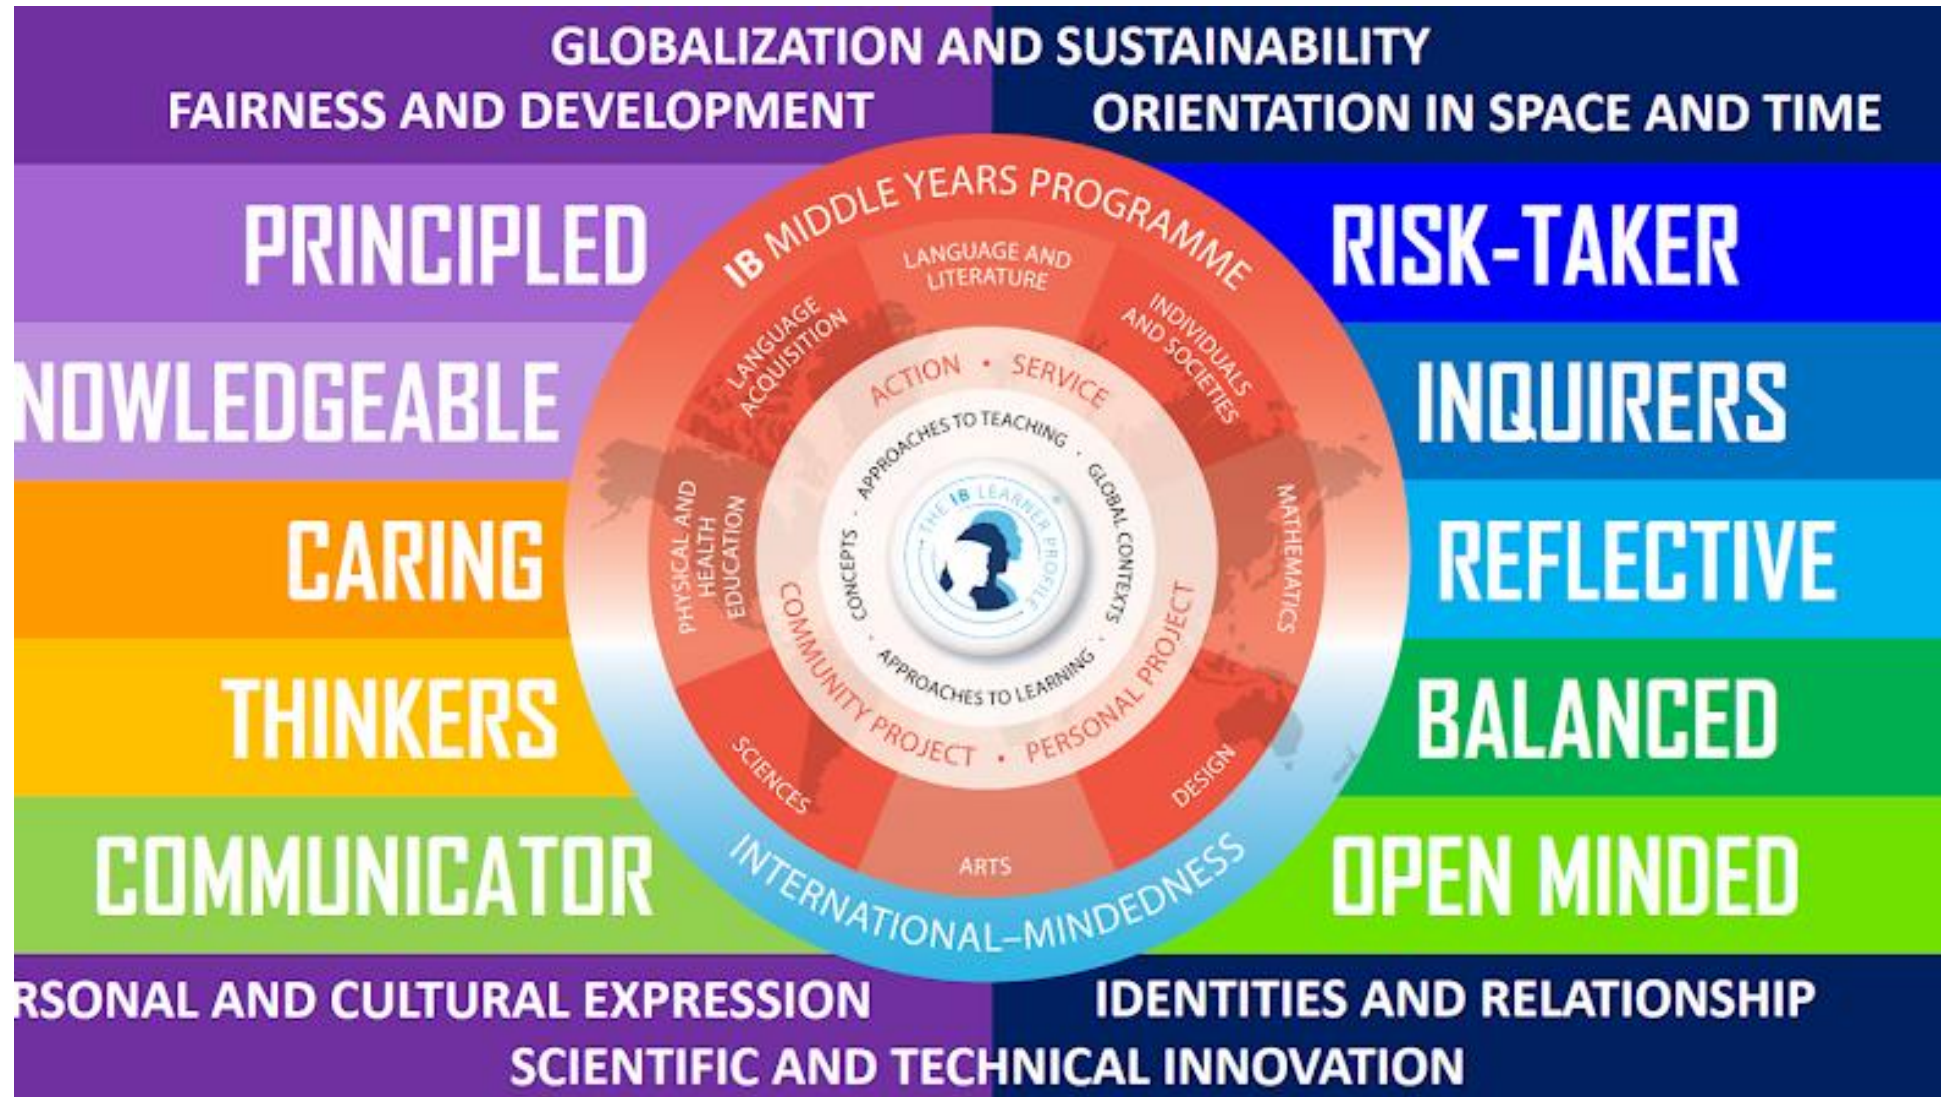 GLOBALIZATION AND SUSTAINABILITY
FAIRNESS AND DEVELOPMENT
ORIENTATION IN SPACE AND TIME
PRINCIPLED
NOWLEDGEABLE
CARING
THINKERS
COMMUNICATOR
IB MIDDLE YEARS PROGRAMME
LANGUAGE AND
LITERATURE
INDIVIDUALS
AND SOCIETIES
MATHEMATICS
DESIGN
ARTS
SCIENCES
PHYSICAL AND
HEALTH
EDUCATION
LANGUAGE
ACQUISITION
ACTION • SERVICE
PERSONAL PROJECT
•
COMMUNITY PROJECT
APPROACHES TO TEACHING
· GLOBAL CONTEXTS ·
APPROACHES TO LEARNING
· CONCEPTS ·
THE IB LEARNER PROFILE ®
INTERNATIONAL–MINDEDNESS
RISK-TAKER
INQUIRERS
REFLECTIVE
BALANCED
OPEN MINDED
RSONAL AND CULTURAL EXPRESSION
IDENTITIES AND RELATIONSHIP
SCIENTIFIC AND TECHNICAL INNOVATION